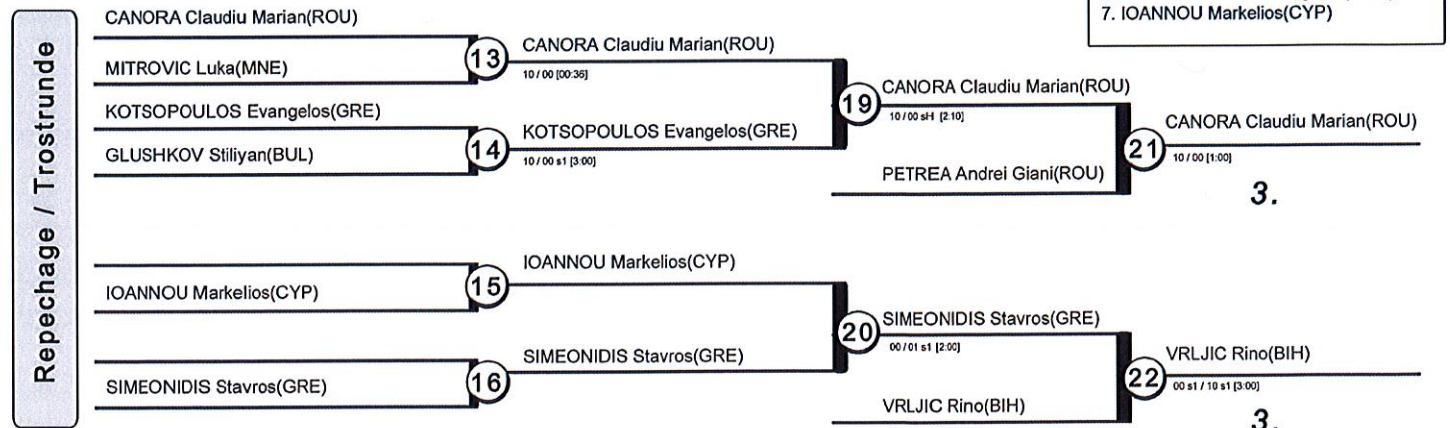 7. IOANNOU Markelios(CYP)
Repechage / Trostrunde
CANORA Claudiu Marian(ROU)
MITROVIC Luka(MNE)
13
CANORA Claudiu Marian(ROU)
10 / 00 [00:36]
KOTSOPOULOS Evangelos(GRE)
GLUSHKOV Stiliyan(BUL)
14
KOTSOPOULOS Evangelos(GRE)
10 / 00 s1 [3:00]
19
CANORA Claudiu Marian(ROU)
10 / 00 sH [2:10]
PETREA Andrei Giani(ROU)
21
CANORA Claudiu Marian(ROU)
10 / 00 [1:00]
3.
IOANNOU Markelios(CYP)
15
IOANNOU Markelios(CYP)
SIMEONIDIS Stavros(GRE)
16
SIMEONIDIS Stavros(GRE)
20
SIMEONIDIS Stavros(GRE)
00 / 01 s1 [2:00]
VRLJIC Rino(BIH)
22
VRLJIC Rino(BIH)
00 s1 / 10 s1 [3:00]
3.